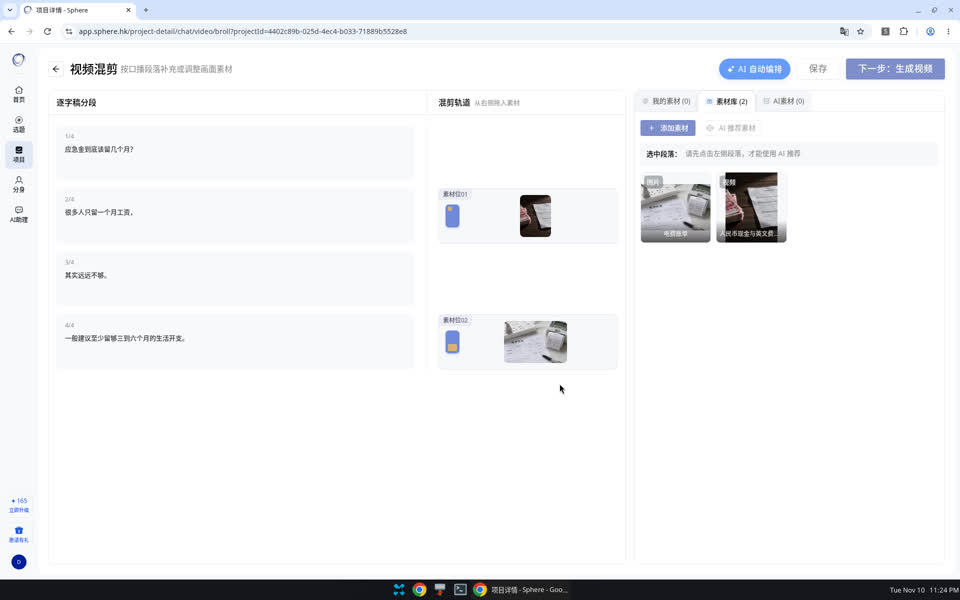 项目详情 - Sphere
app.sphere.hk/project-detail/chat/video/broll?projectId=4402c89b-025d-4ec4-b033-71889b5528e8
首页
选题
项目
分身
AI助理
165
立即升级
邀请有礼
D
视频混剪 按口播段落补充或调整画面素材
AI 自动编排
保存
下一步：生成视频
逐字稿分段
混剪轨道 从右侧拖入素材
1/4
应急金到底该留几个月?
2/4
很多人只留一个月工资，
素材位01
3/4
其实远远不够。
4/4
一般建议至少留够三到六个月的生活开支。
素材位02
我的素材 (0)
素材库 (2)
AI素材 (0)
+ 添加素材
AI 推荐素材
选中段落： 请先点击左侧段落，才能使用 AI 推荐
图片
电费账单
视频
人民币现金与英文费...
项目详情 - Sphere - Goo...
Tue Nov 10 11:24 PM